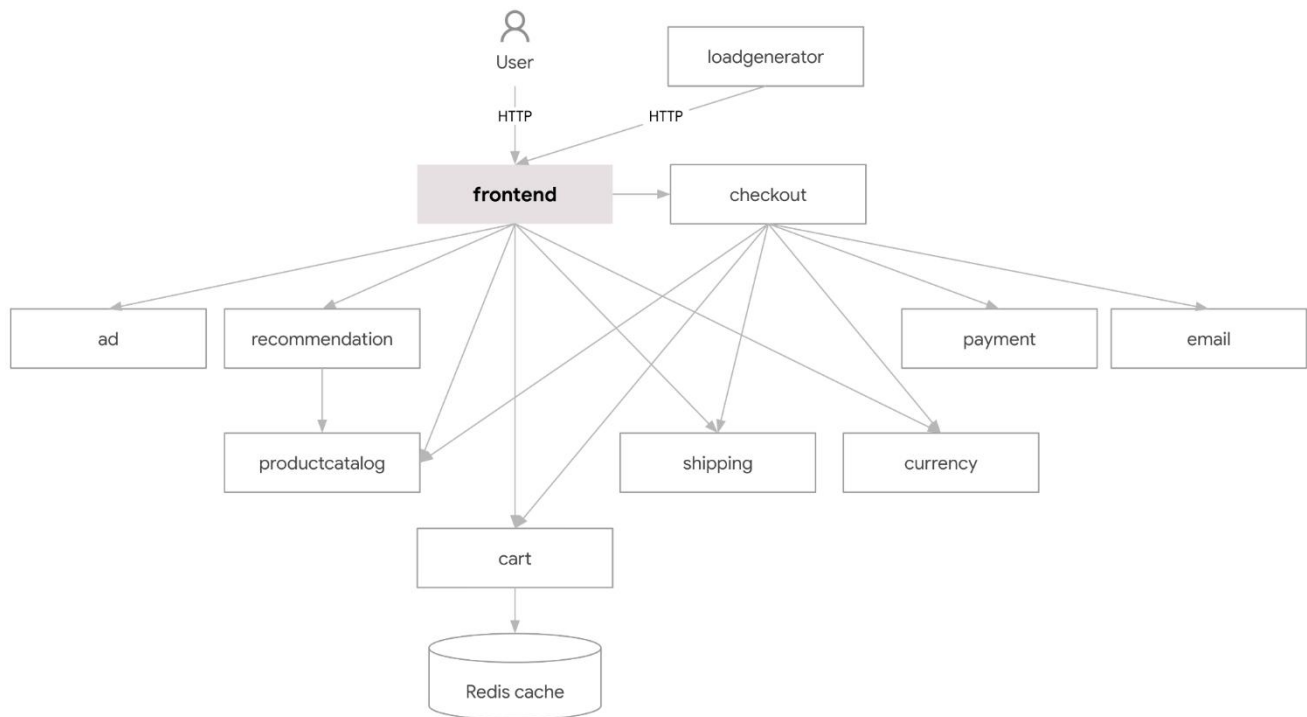 User
loadgenerator
HTTP
HTTP
frontend
checkout
ad
recommendation
payment
email
productcatalog
shipping
currency
cart
Redis cache